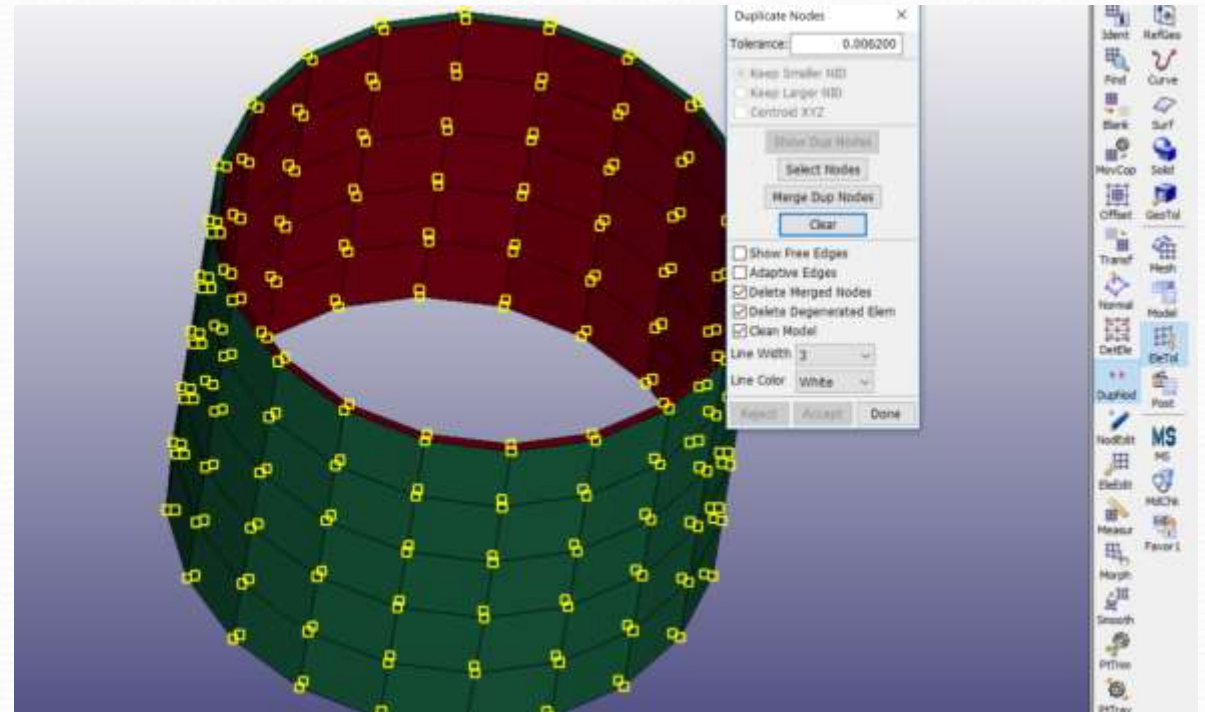 Duplicate Nodes
Tolerance: 0.006200
Keep Smaller NID
Keep Larger NID
Centroid XYZ
Show Dup Nodes
Select Nodes
Merge Dup Nodes
Clear
Show Free Edges
Adaptive Edges
Delete Merged Nodes
Delete Degenerated Elem
Clean Model
Line Width 3
Line Color White
Reject Accept Done
Ident RefGeo
Find Curve
Blank Surf
MovCop Solid
Offset GeoTol
Transf Mesh
Normal Model
DetEle EleTol
DupNod Post
NodEdit MS
MS
EleEdit MdlChk
Measur Favor1
Morph
Smooth
PtTree
PtTrav